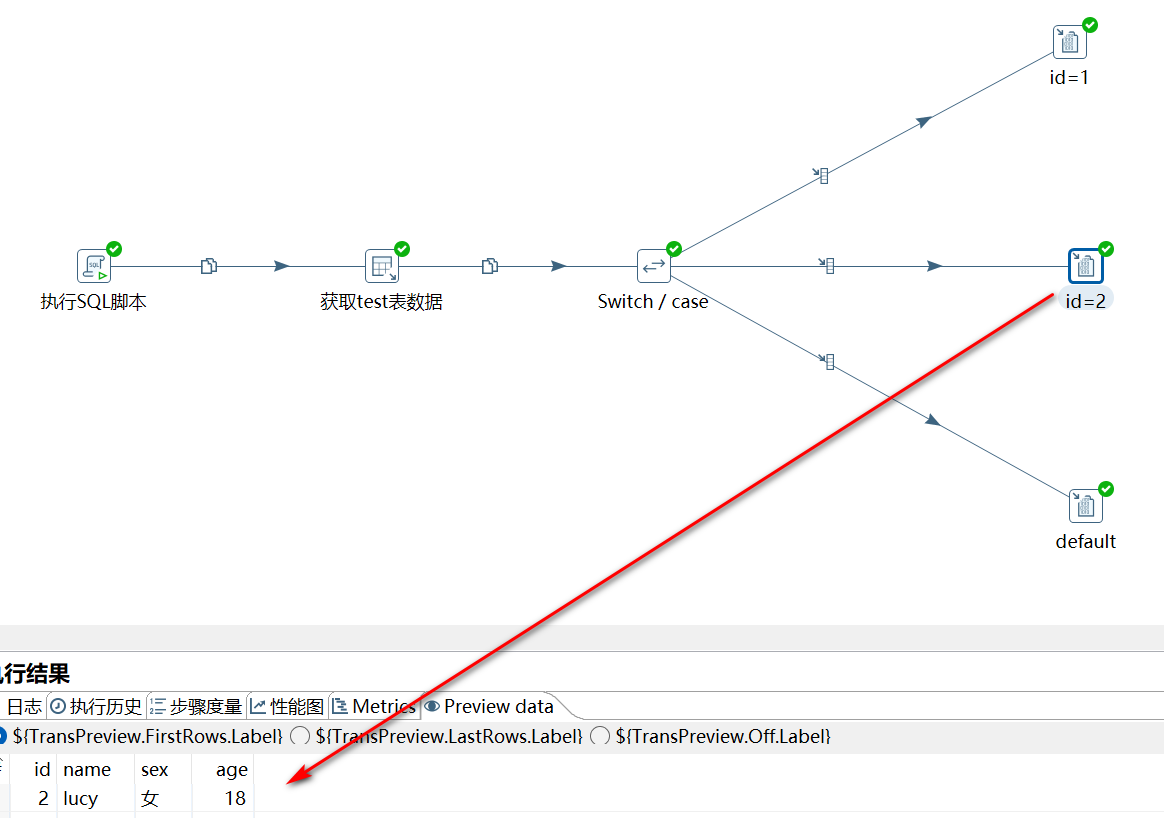 id=1
执行SQL脚本
获取test表数据
Switch / case
id=2
default
行结果
日志 执行历史 步骤度量 性能图 Metrics Preview data
${TransPreview.FirstRows.Label} ${TransPreview.LastRows.Label} ${TransPreview.Off.Label}
id name sex age
2 lucy 女 18